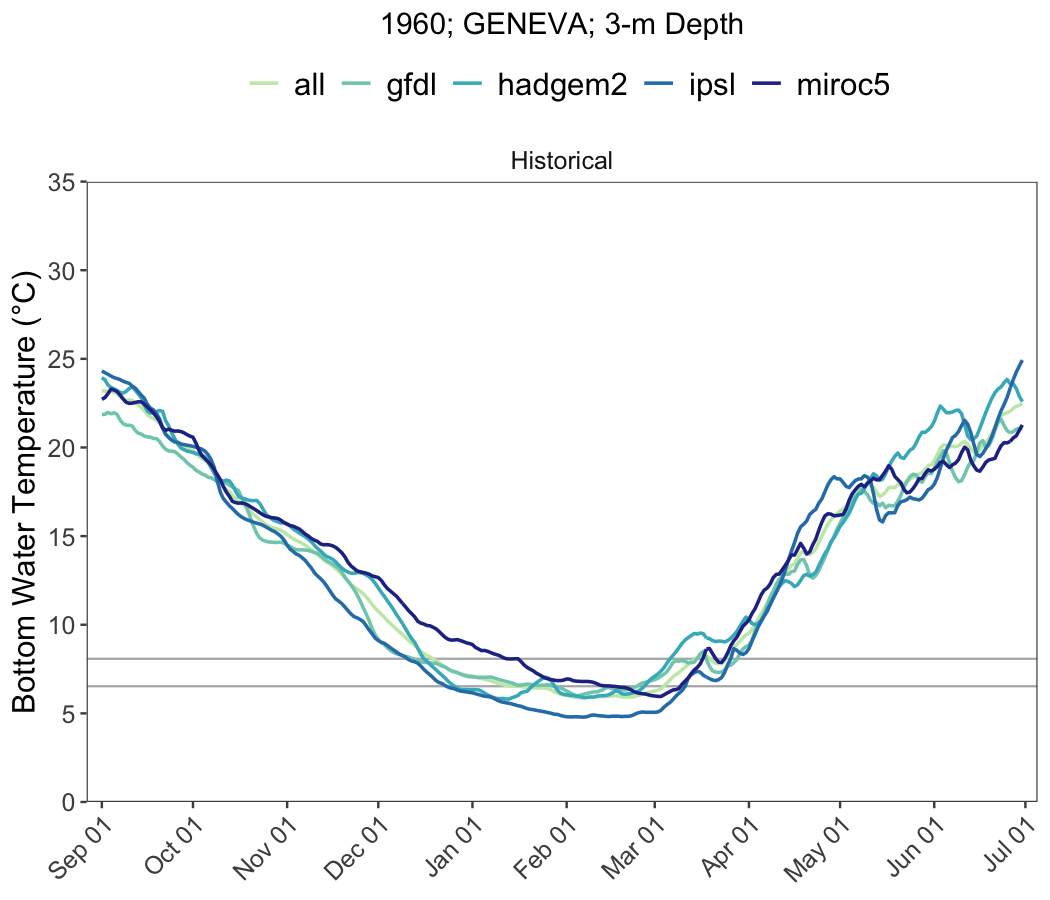 1960; GENEVA; 3-m Depth
all gfdl hadgem2 ipsl miroc5
Historical
Bottom Water Temperature (°C)
35
30
25
20
15
10
5
0
Sep 01 Oct 01 Nov 01 Dec 01 Jan 01 Feb 01 Mar 01 Apr 01 May 01 Jun 01 Jul 01